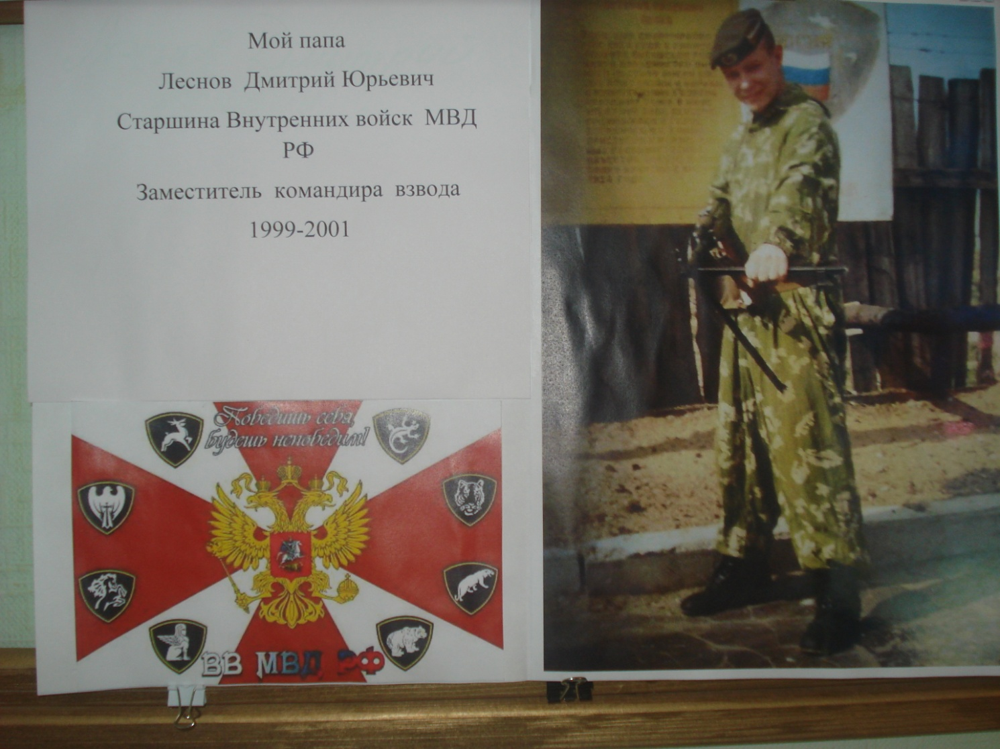 Мой папа
Леснов Дмитрий Юрьевич
Старшина Внутренних войск МВД
РФ
Заместитель командира взвода
1999-2001
Победишь себя,
будешь непобедим!
ВВ МВД РФ